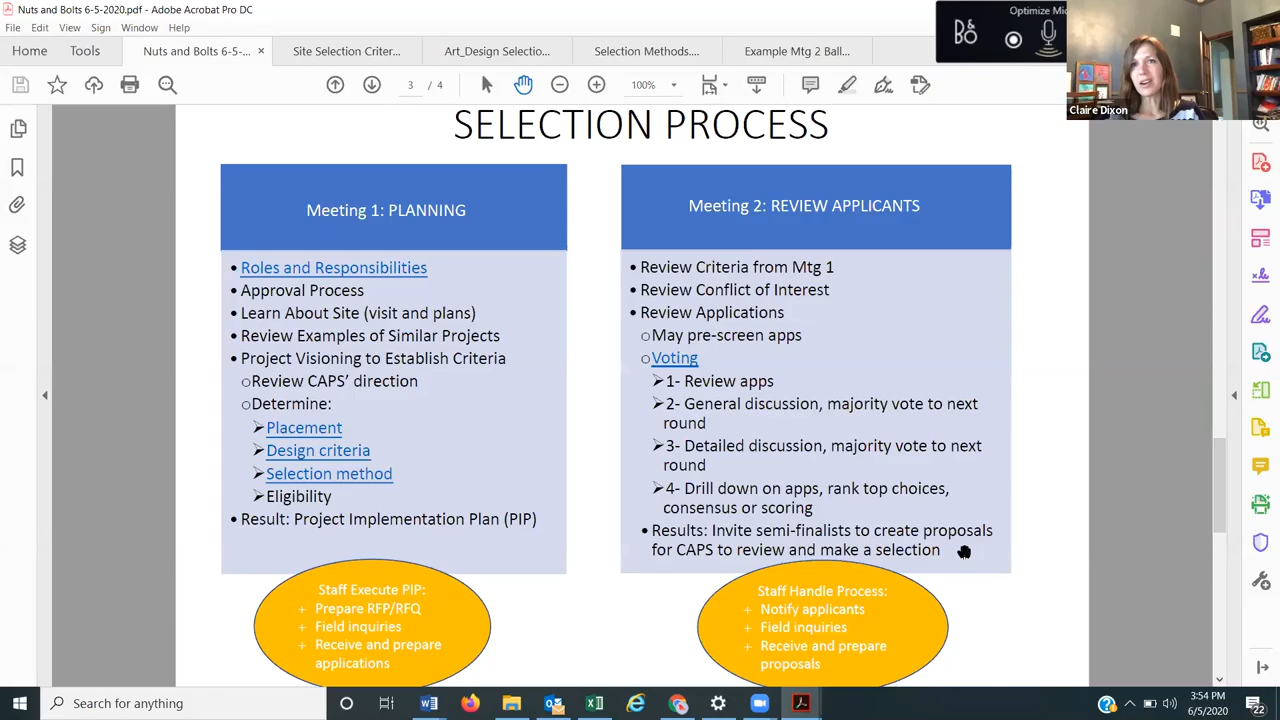 Nuts and Bolts 6-5-2020.pdf - Adobe Acrobat Pro DC
File Edit View Sign Window Help
Home Tools Nuts and Bolts 6-5-... × Site Selection Criter... Art_Design Selectio... Selection Methods.... Example Mtg 2 Ball...
Optimize Mic
B&O
Claire Dixon
3 / 4 100%
SELECTION PROCESS
Meeting 1: PLANNING
• Roles and Responsibilities
• Approval Process
• Learn About Site (visit and plans)
• Review Examples of Similar Projects
• Project Visioning to Establish Criteria
○Review CAPS' direction
○Determine:
➢Placement
➢Design criteria
➢Selection method
➢Eligibility
• Result: Project Implementation Plan (PIP)
Staff Execute PIP:
+ Prepare RFP/RFQ
+ Field inquiries
+ Receive and prepare
applications
Meeting 2: REVIEW APPLICANTS
• Review Criteria from Mtg 1
• Review Conflict of Interest
• Review Applications
○May pre-screen apps
○Voting
➢1- Review apps
➢2- General discussion, majority vote to next
round
➢3- Detailed discussion, majority vote to next
round
➢4- Drill down on apps, rank top choices,
consensus or scoring
• Results: Invite semi-finalists to create proposals
for CAPS to review and make a selection
Staff Handle Process:
+ Notify applicants
+ Field inquiries
+ Receive and prepare
proposals
Search for anything
3:54 PM
6/5/2020
22